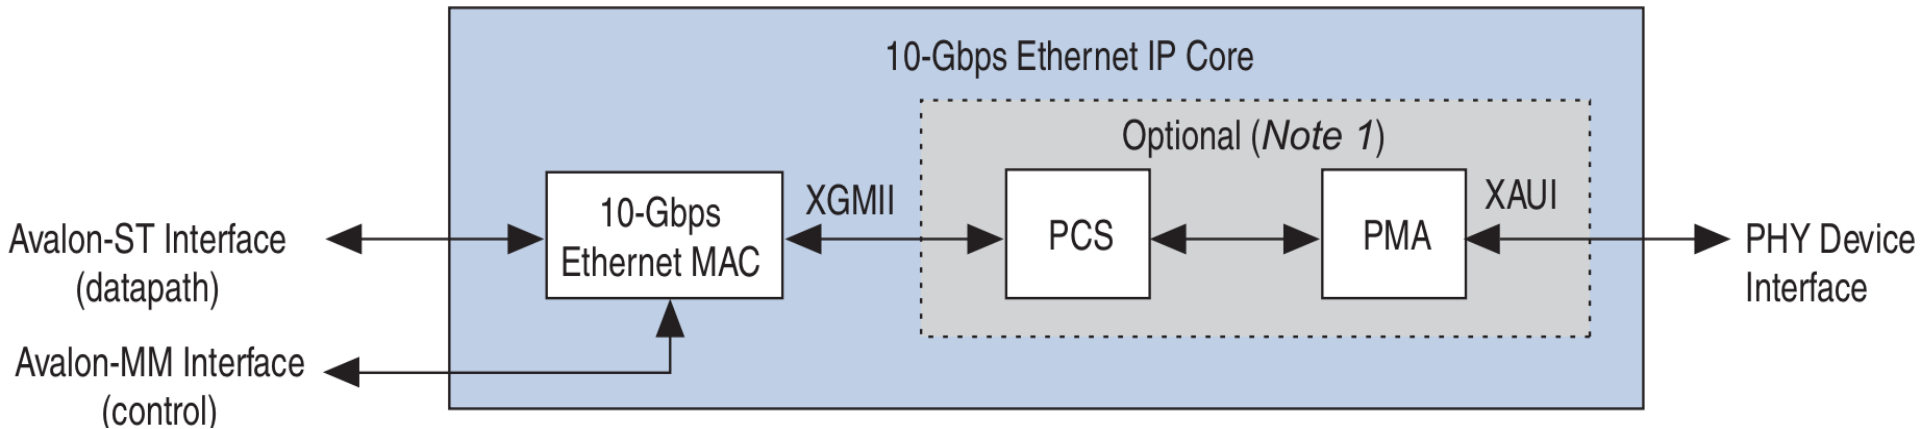 10-Gbps Ethernet IP Core
Optional (Note 1)
10-Gbps
Ethernet MAC
XGMII
PCS
PMA
XAUI
Avalon-ST Interface
(datapath)
PHY Device
Interface
Avalon-MM Interface
(control)